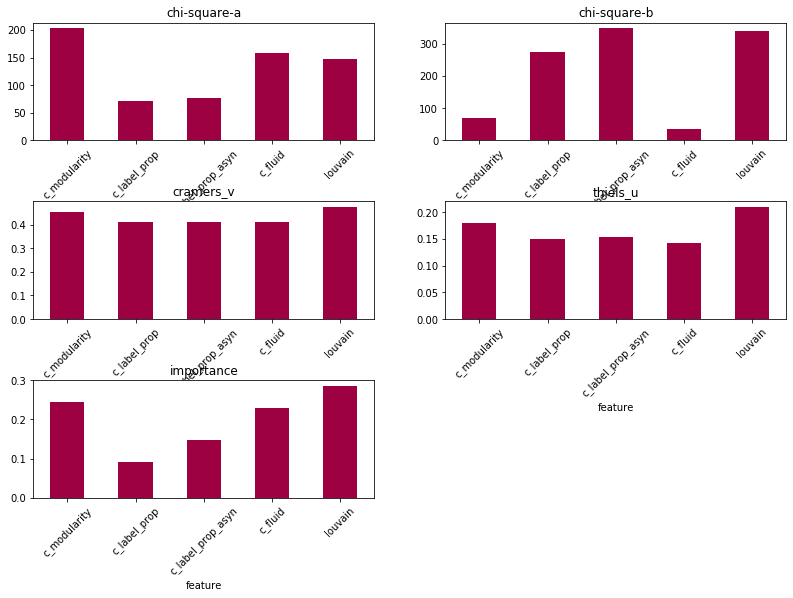 chi-square-a
200
150
100
50
0
c_modularity
c_label_prop
c_fluid
louvain
chi-square-b
300
200
100
0
c_modularity
c_label_prop
c_fluid
louvain
cramers_v
0.4
0.3
0.2
0.1
0.0
c_modularity
c_label_prop
c_fluid
louvain
thiels_u
0.20
0.15
0.10
0.05
0.00
c_modularity
c_label_prop
c_label_prop_asyn
c_fluid
louvain
feature
importance
0.3
0.2
0.1
0.0
c_modularity
c_label_prop
c_label_prop_asyn
c_fluid
louvain
feature